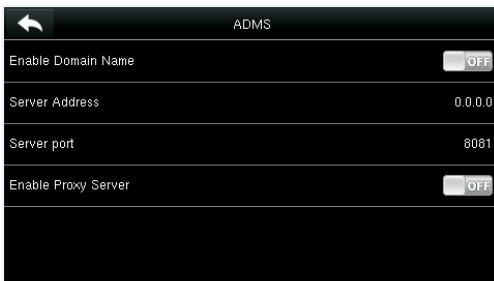 ADMS
Enable Domain Name OFF
Server Address 0.0.0.0
Server port 8081
Enable Proxy Server OFF